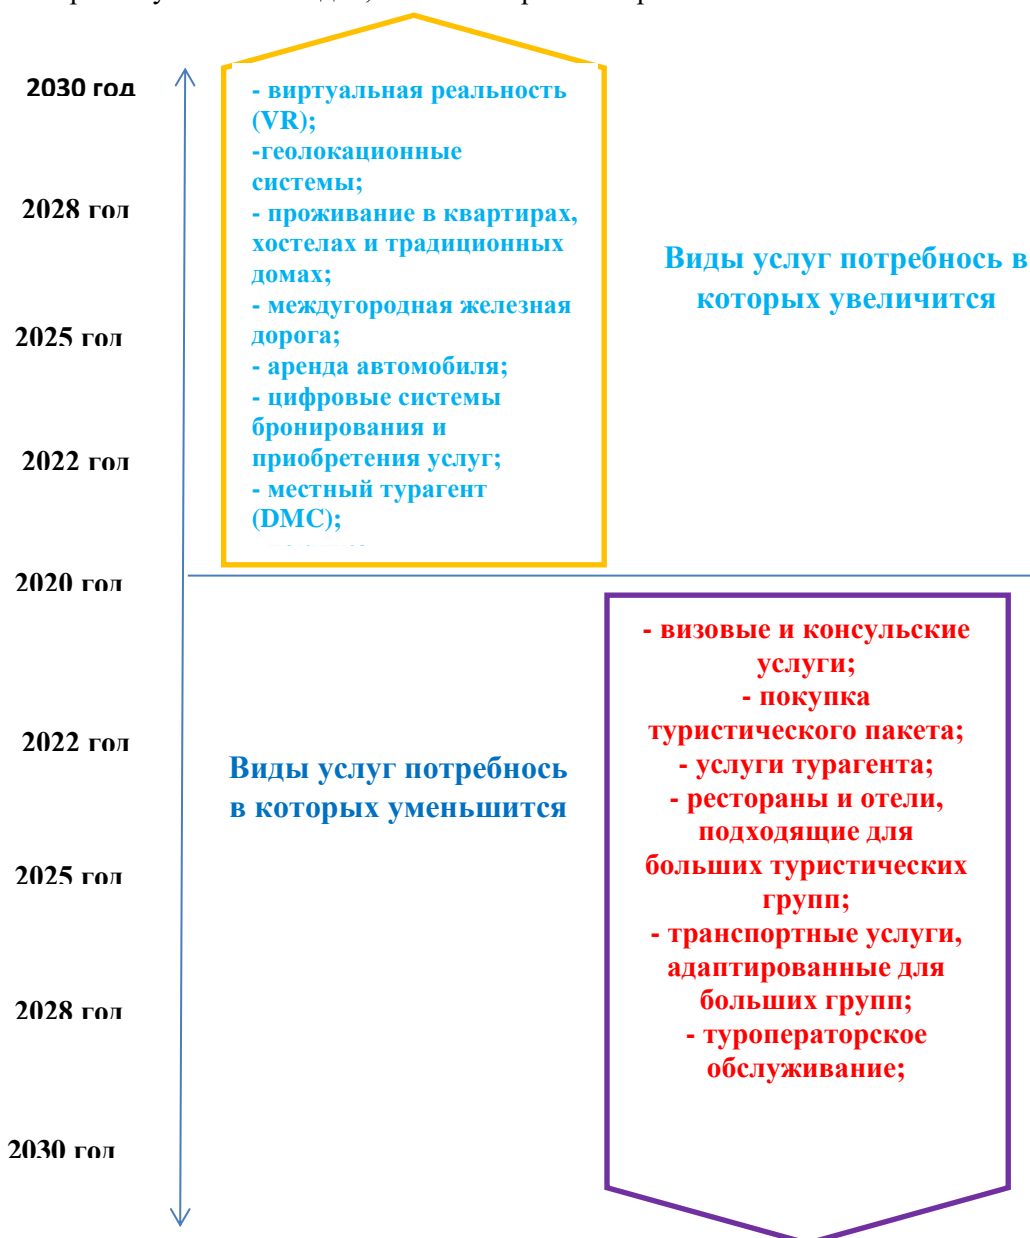 2030 год
- виртуальная реальность
(VR);
-геолокационные
системы;
2028 год
- проживание в квартирах,
хостелах и традиционных
домах;
Виды услуг потребнось в
которых увеличится
- междугородная железная
дорога;
2025 год
- аренда автомобиля;
- цифровые системы
бронирования и
приобретения услуг;
2022 год
- местный турагент
(DMC);
2020 год
- визовые и консульские
услуги;
- покупка
туристического пакета;
2022 год
- услуги турагента;
Виды услуг потребнось
в которых уменьшится
- рестораны и отели,
подходящие для
больших туристических
групп;
2025 год
- транспортные услуги,
адаптированные для
больших групп;
2028 год
- туроператорское
обслуживание;
2030 год